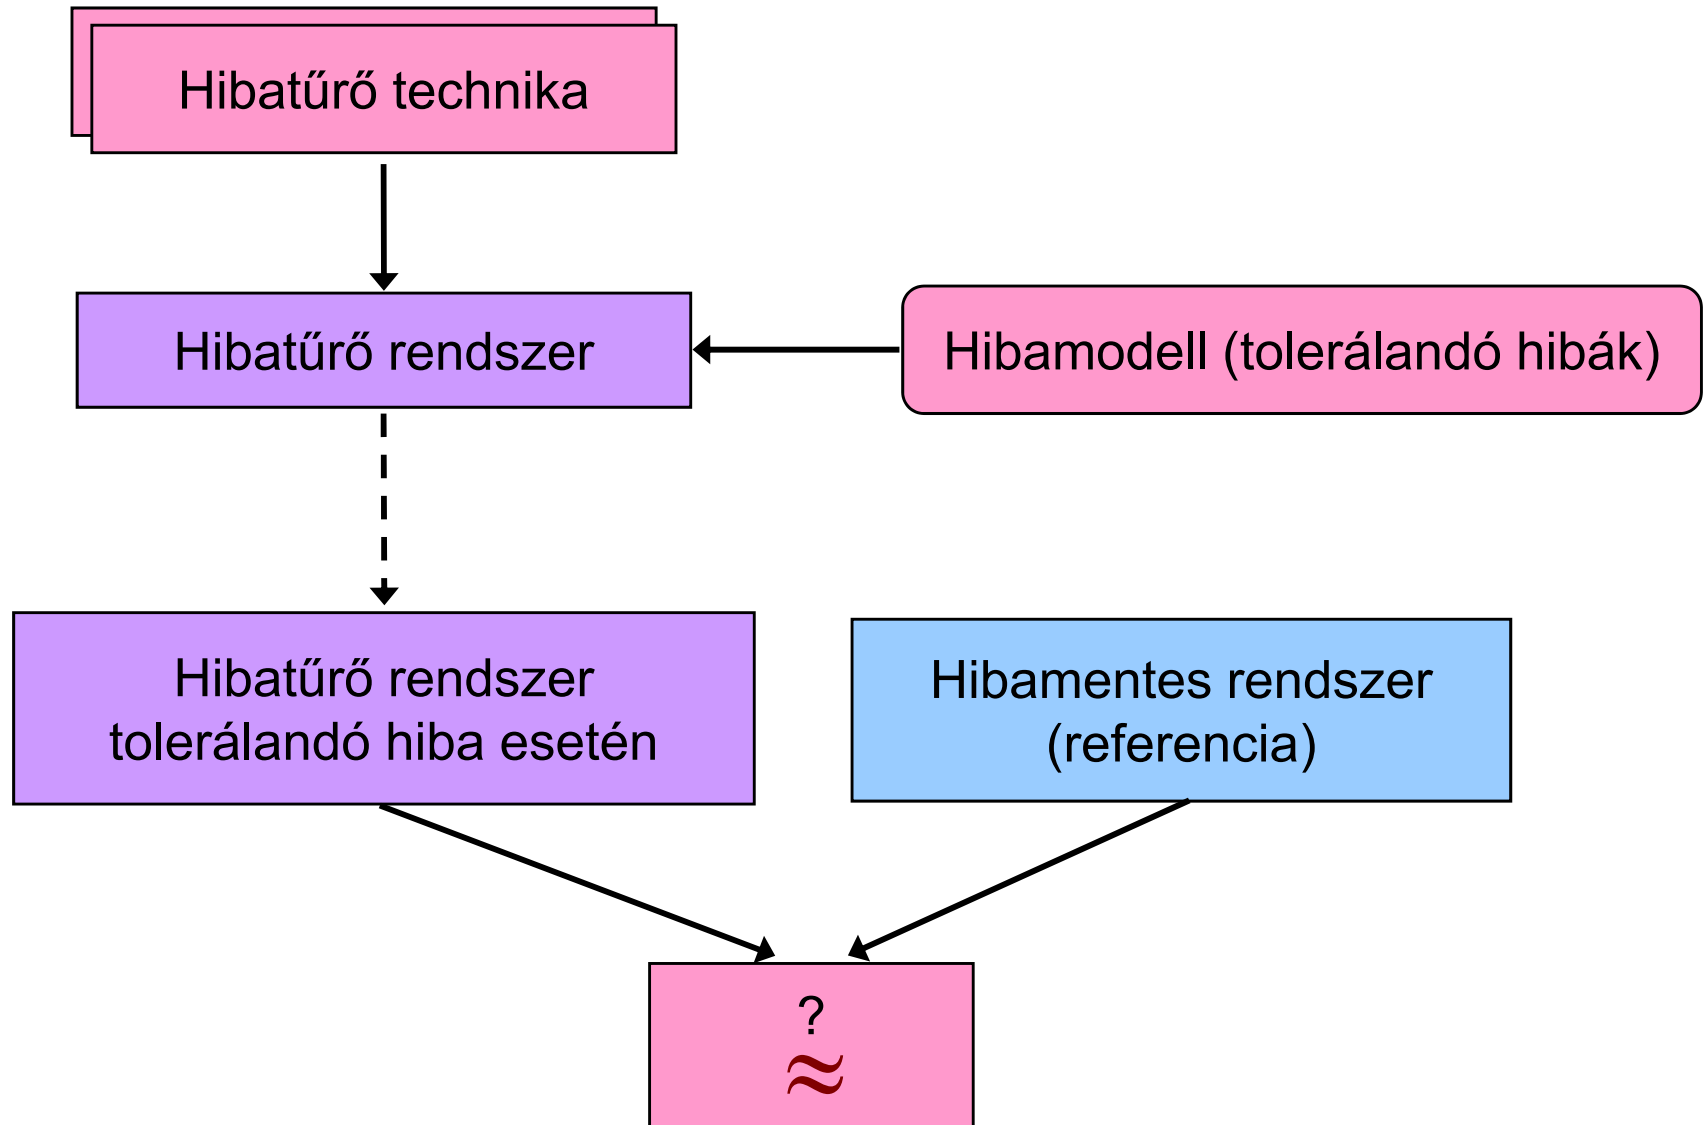 Hibatűrő technika
Hibatűrő rendszer
Hibamodell (tolerálandó hibák)
Hibatűrő rendszer
tolerálandó hiba esetén
Hibamentes rendszer
(referencia)
?
≈